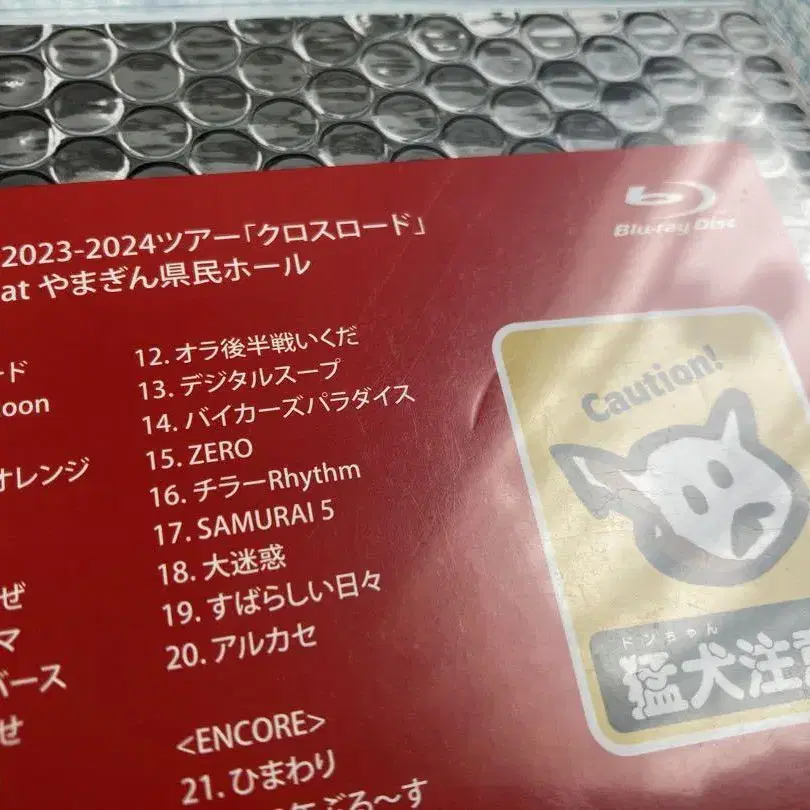 2023-2024ツアー「クロスロード」
at やまぎん県民ホール
Blu-ray Disc
ード
oon
オレンジ
ぜ
マ
バース
せ
12. オラ後半戦いくだ
13. デジタルスープ
14. バイカーズパラダイス
15. ZERO
16. チラーRhythm
17. SAMURAI 5
18. 大迷惑
19. すばらしい日々
20. アルカセ
<ENCORE>
21. ひまわり
ぶる〜す
Caution!
ドンちゃん
猛犬注意